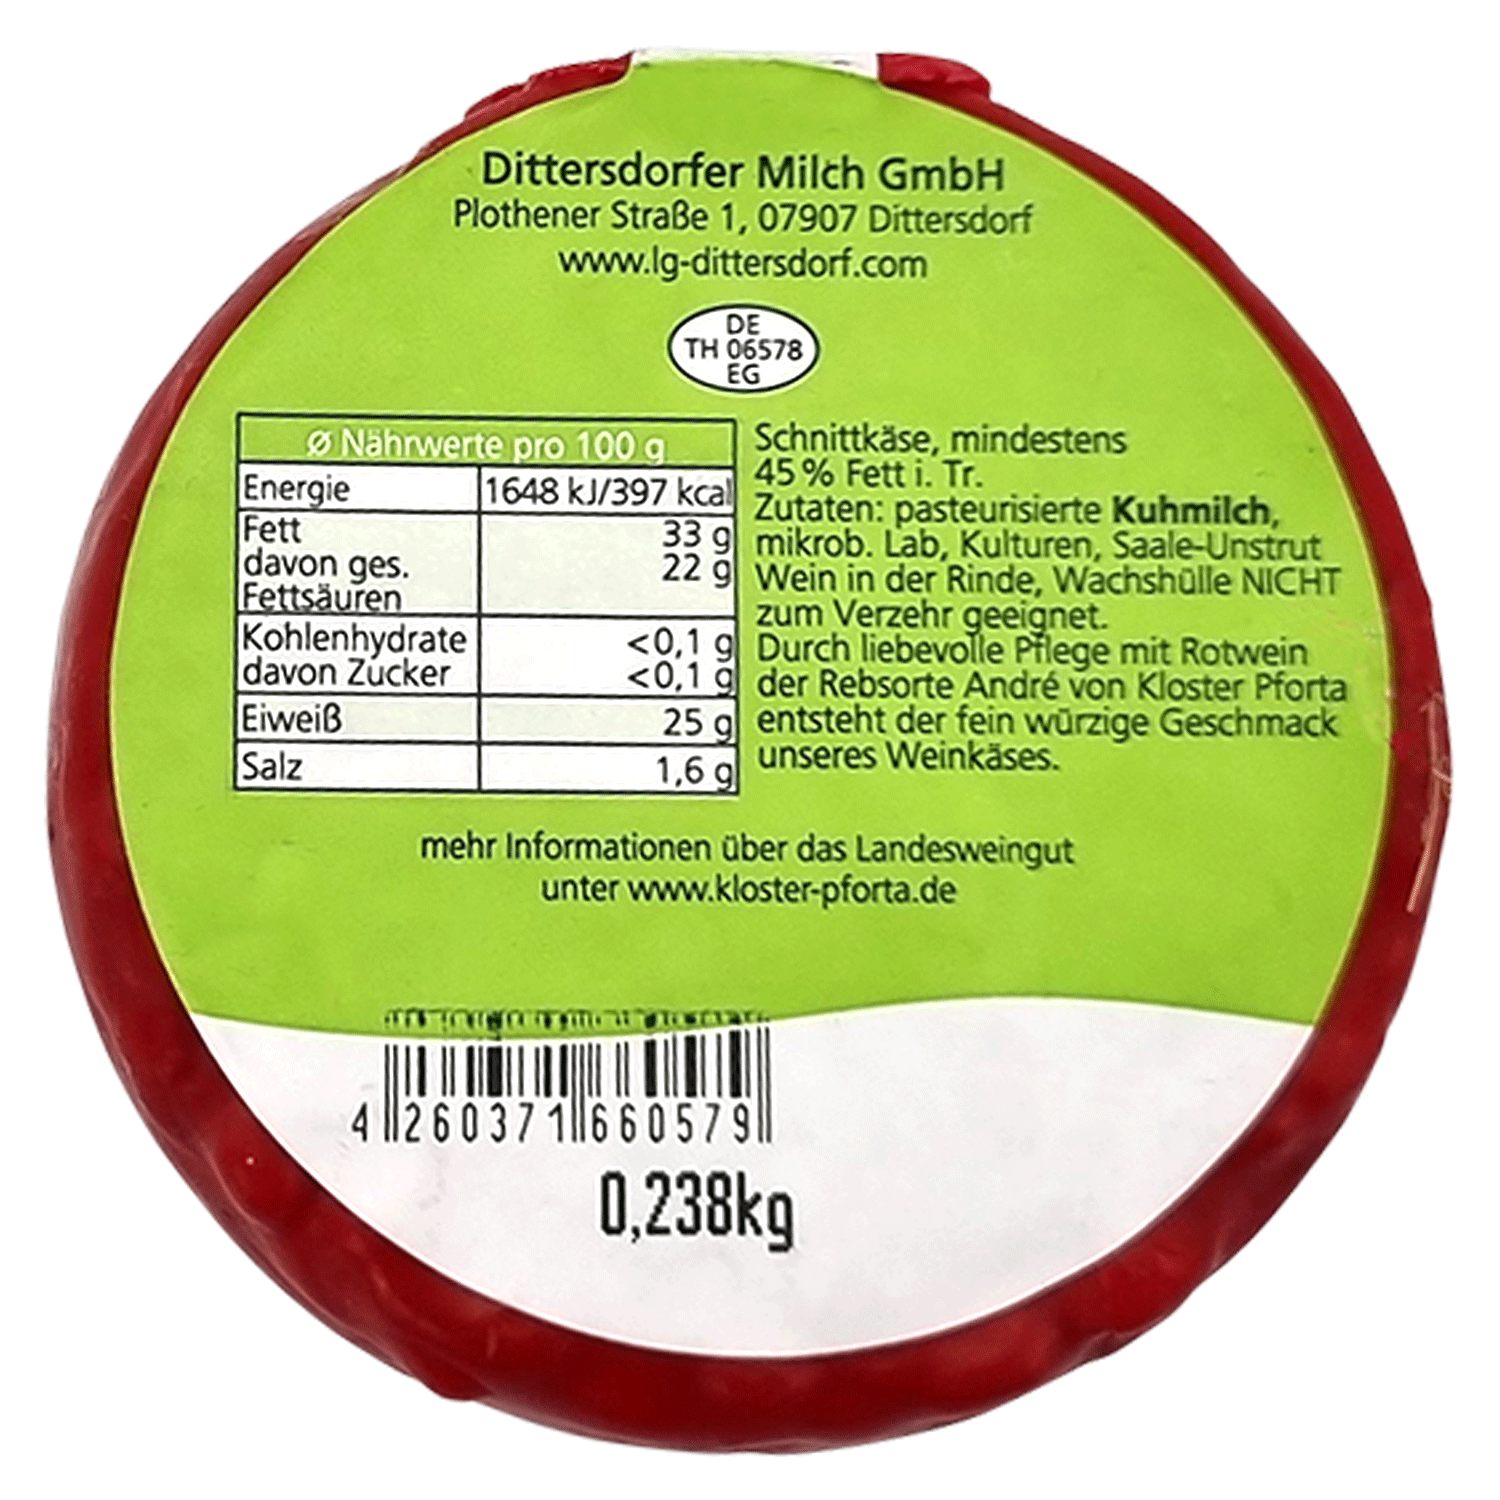 Dittersdorfer Milch GmbH
Plothener Straße 1, 07907 Dittersdorf
www.lg-dittersdorf.com
DE
TH 06578
EG
Ø Nährwerte pro 100 g
Energie 1648 kJ/397 kcal
Fett 33 g
davon ges. 22 g
Fettsäuren
Kohlenhydrate <0,1 g
davon Zucker <0,1 g
Eiweiß 25 g
Salz 1,6 g
Schnittkäse, mindestens
45 % Fett i. Tr.
Zutaten: pasteurisierte Kuhmilch,
mikrob. Lab, Kulturen, Saale-Unstrut
Wein in der Rinde, Wachshülle NICHT
zum Verzehr geeignet.
Durch liebevolle Pflege mit Rotwein
der Rebsorte André von Kloster Pforta
entsteht der fein würzige Geschmack
unseres Weinkäses.
mehr Informationen über das Landesweingut
unter www.kloster-pforta.de
4 260371 660579
0,238kg